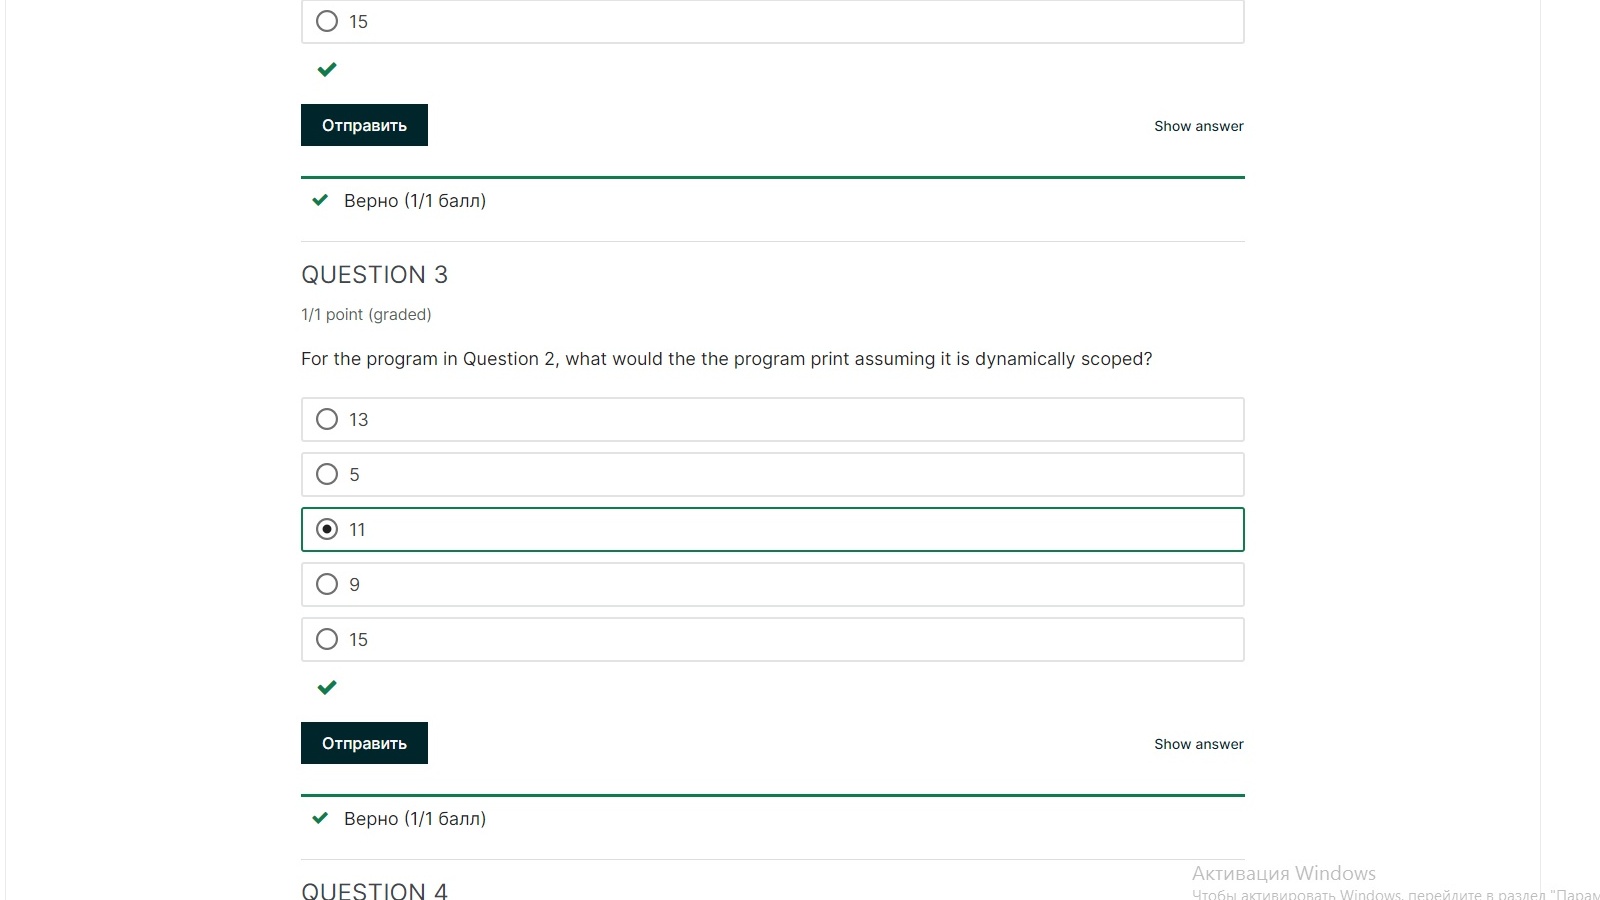 15
Отправить
Show answer
Верно (1/1 балл)
QUESTION 3
1/1 point (graded)
For the program in Question 2, what would the the program print assuming it is dynamically scoped?
13
5
11
9
15
Отправить
Show answer
Верно (1/1 балл)
QUESTION 4
Активация Windows
Чтобы активировать Windows, перейдите в раздел "Парам